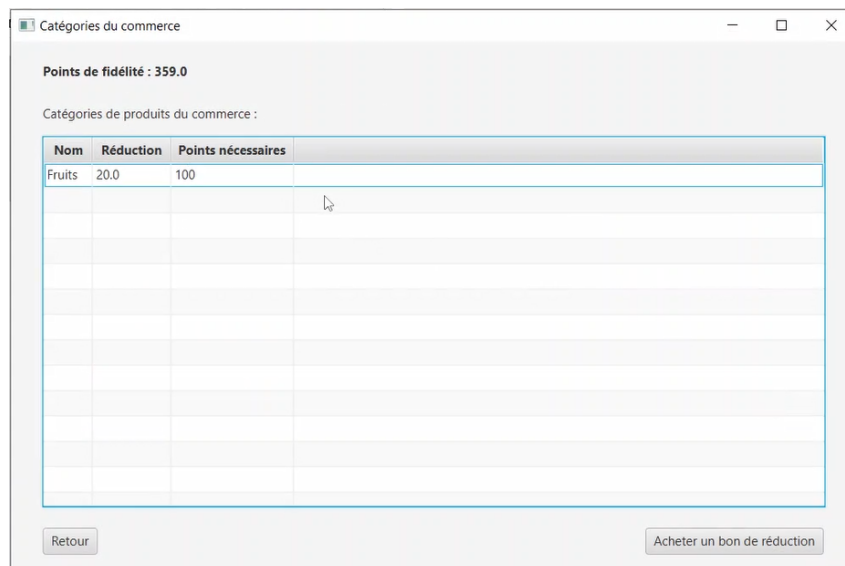 Catégories du commerce
Points de fidélité : 359.0
Catégories de produits du commerce :
Nom Réduction Points nécessaires
Fruits 20.0 100
Retour Acheter un bon de réduction